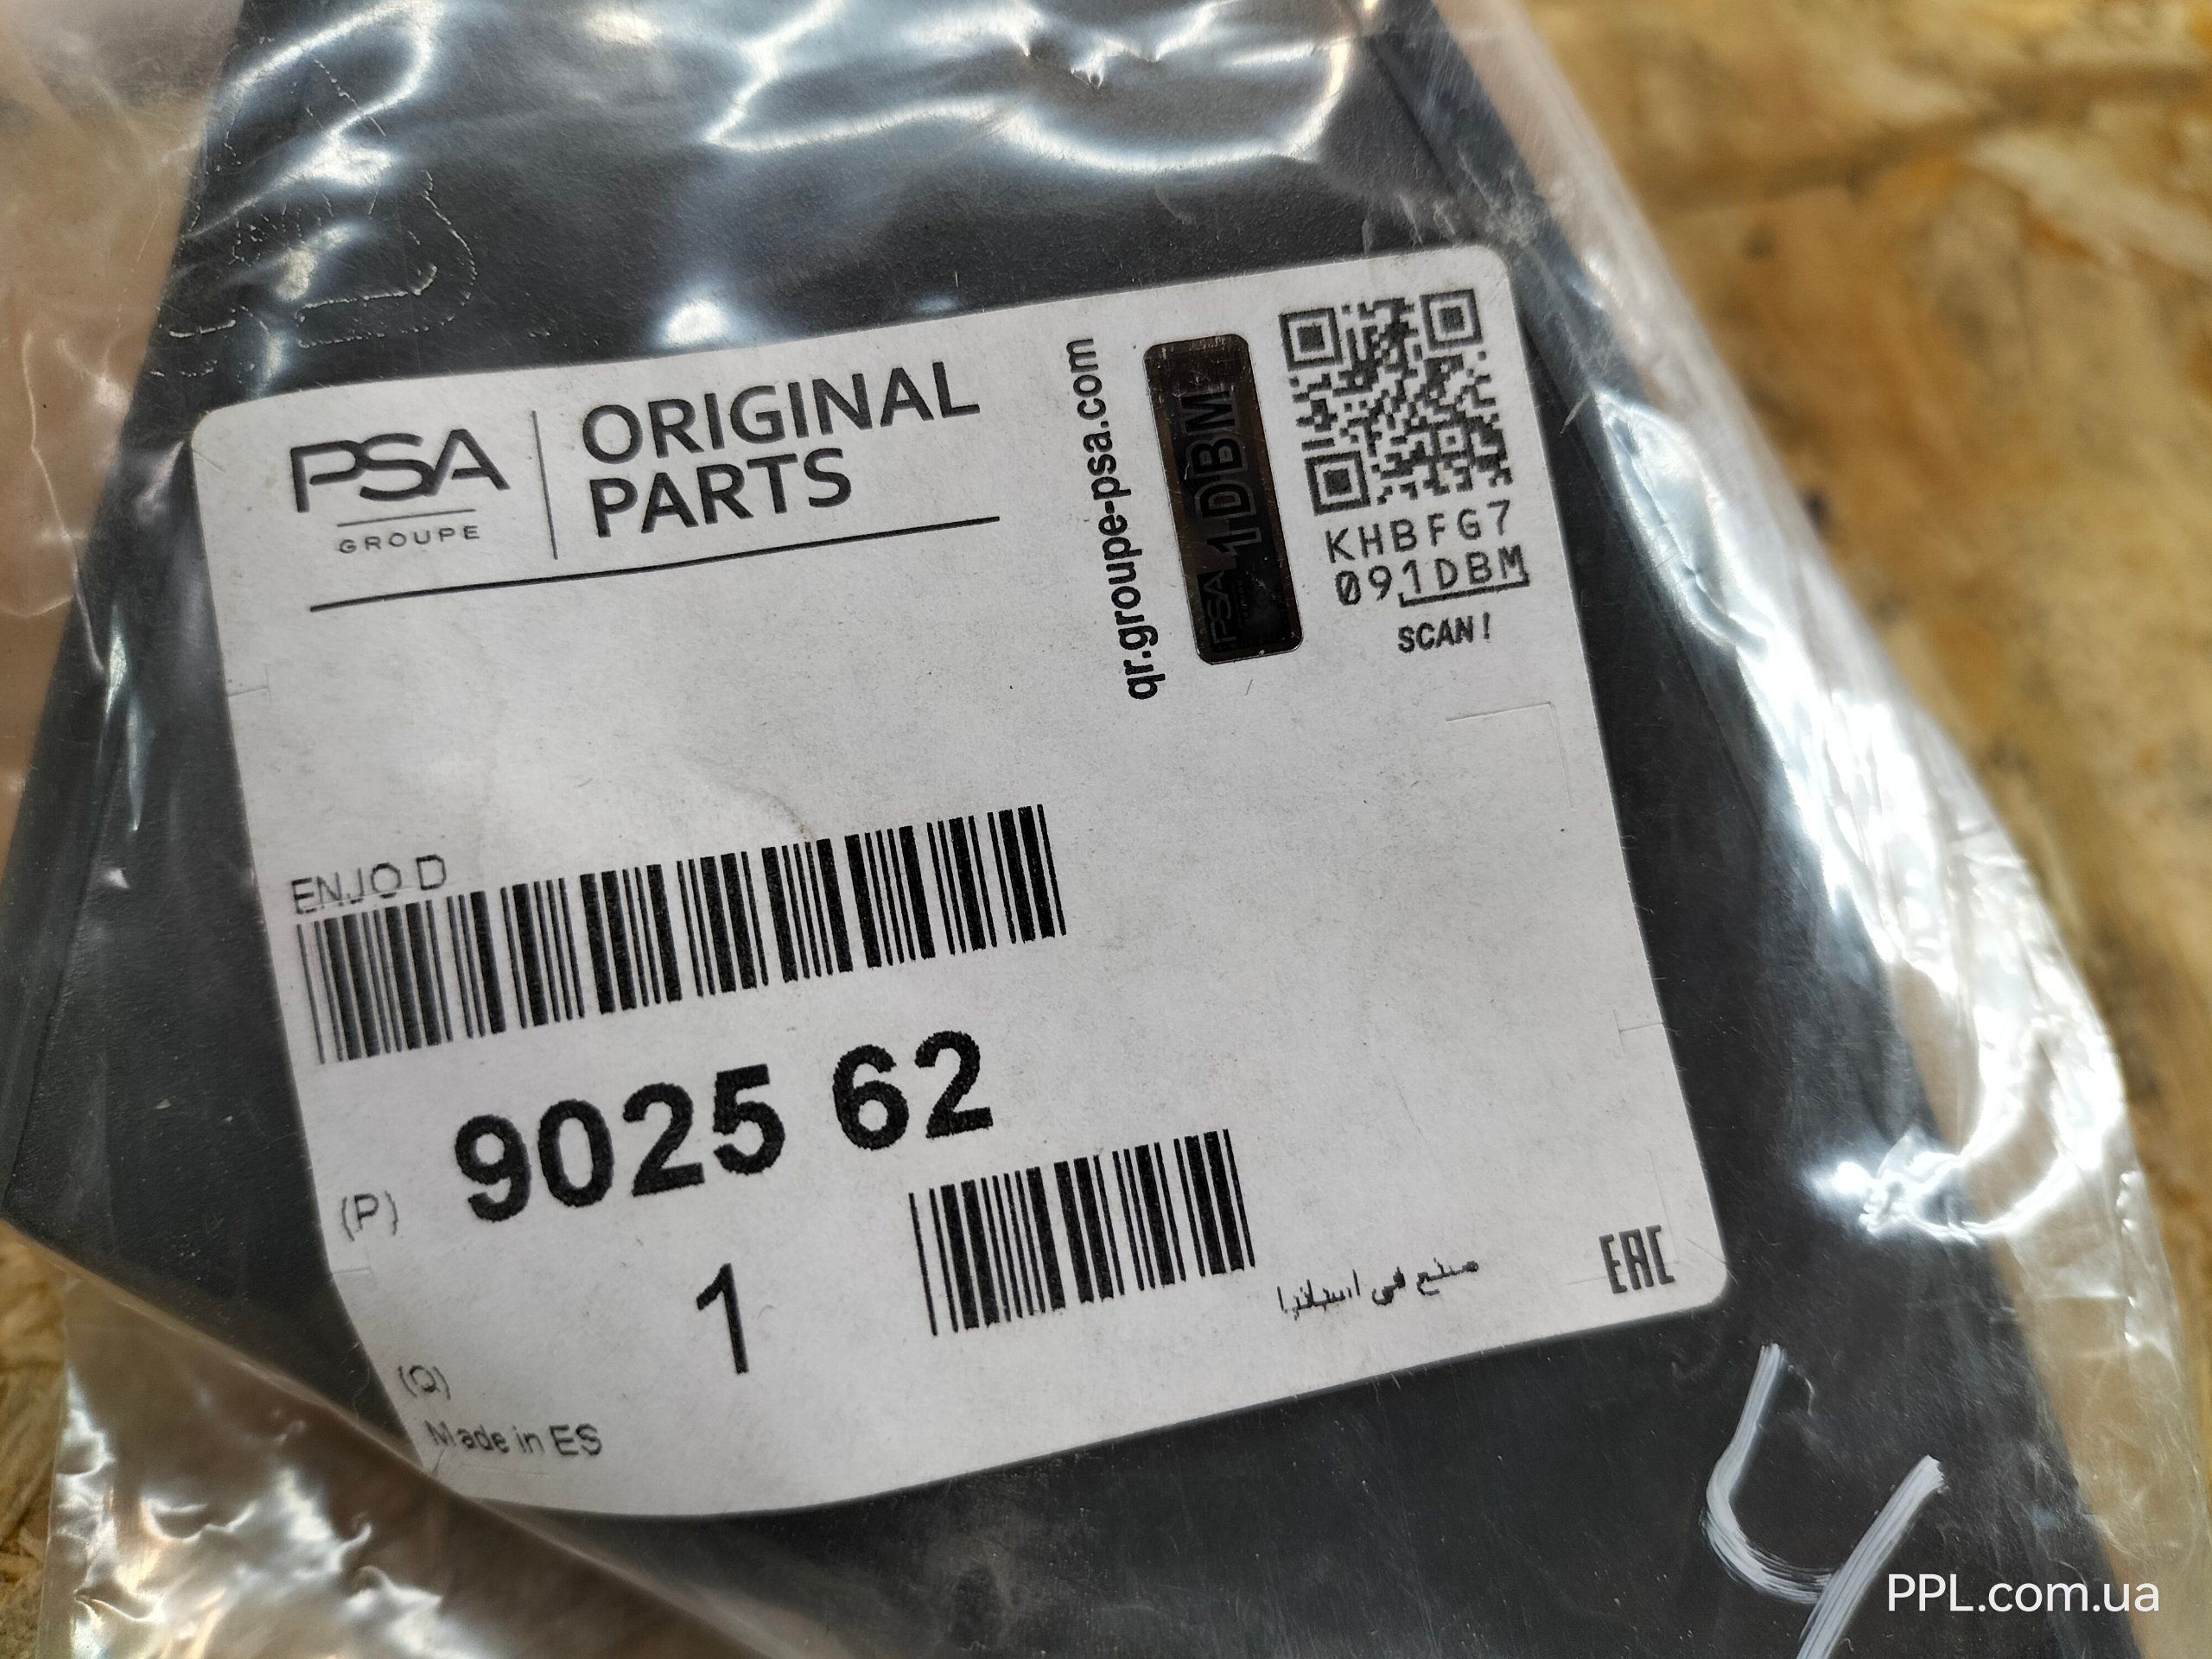 PSA
GROUPE
ORIGINAL
PARTS
qr.groupe-psa.com
PSA 1DBM
KHBFG7
091DBM
SCAN!
ENJO D
(P) 9025 62
(Q) 1
Made in ES
صنع في اسبانيا
EAC
PPL.com.ua